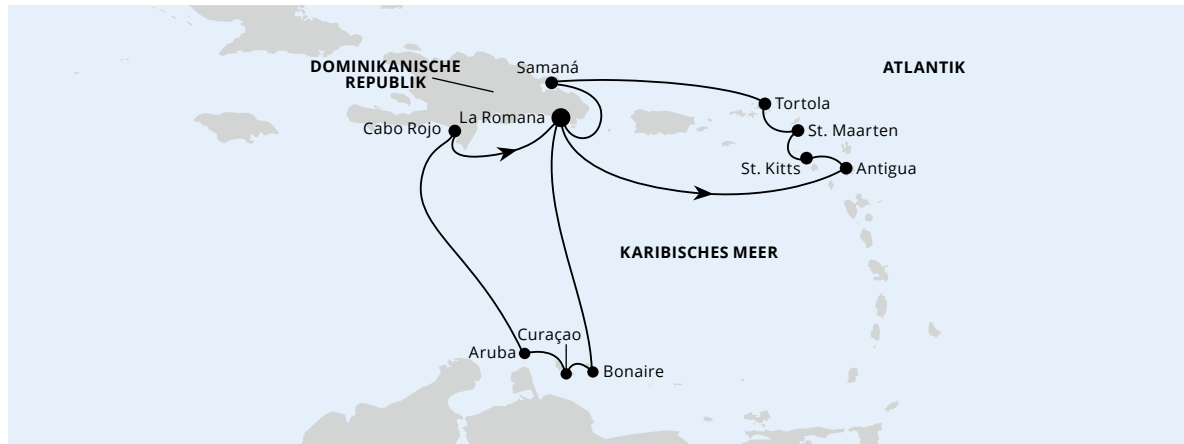 DOMINIKANISCHE
REPUBLIK
Samaná
ATLANTIK
La Romana
Cabo Rojo
Tortola
St. Maarten
St. Kitts
Antigua
KARIBISCHES MEER
Curaçao
Aruba
Bonaire